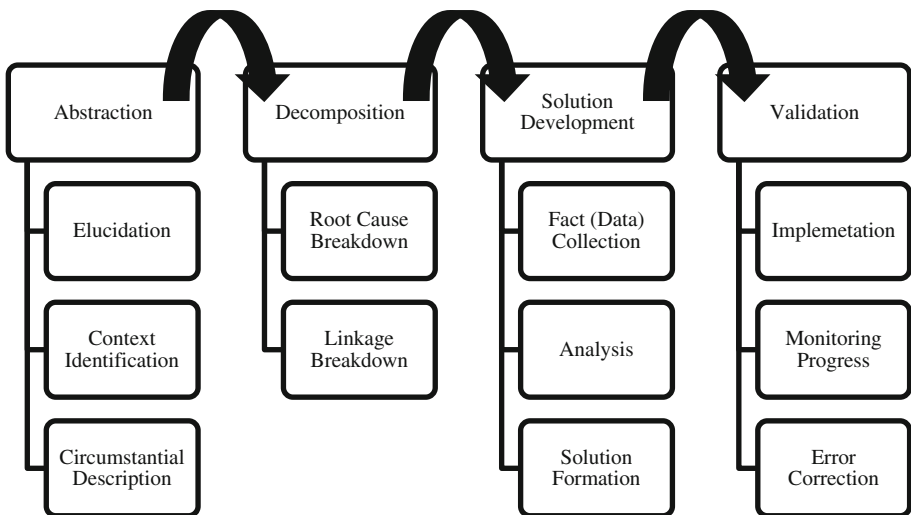 Abstraction
Elucidation
Context
Identification
Circumstantial
Description
Decomposition
Root Cause
Breakdown
Linkage
Breakdown
Solution
Development
Fact (Data)
Collection
Analysis
Solution
Formation
Validation
Implemetation
Monitoring
Progress
Error
Correction